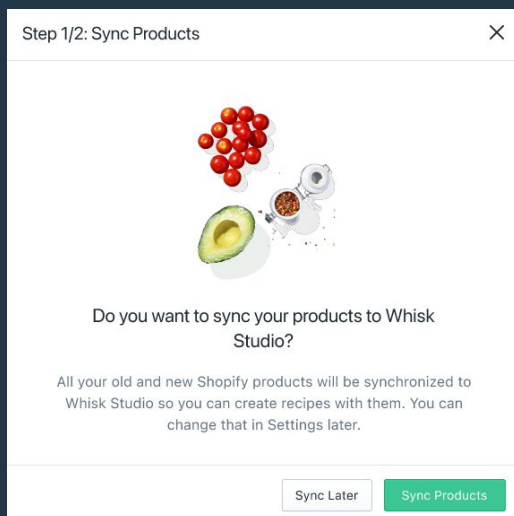 Step 1/2: Sync Products
Do you want to sync your products to Whisk
Studio?
All your old and new Shopify products will be synchronized to
Whisk Studio so you can create recipes with them. You can
change that in Settings later.
Sync Later
Sync Products